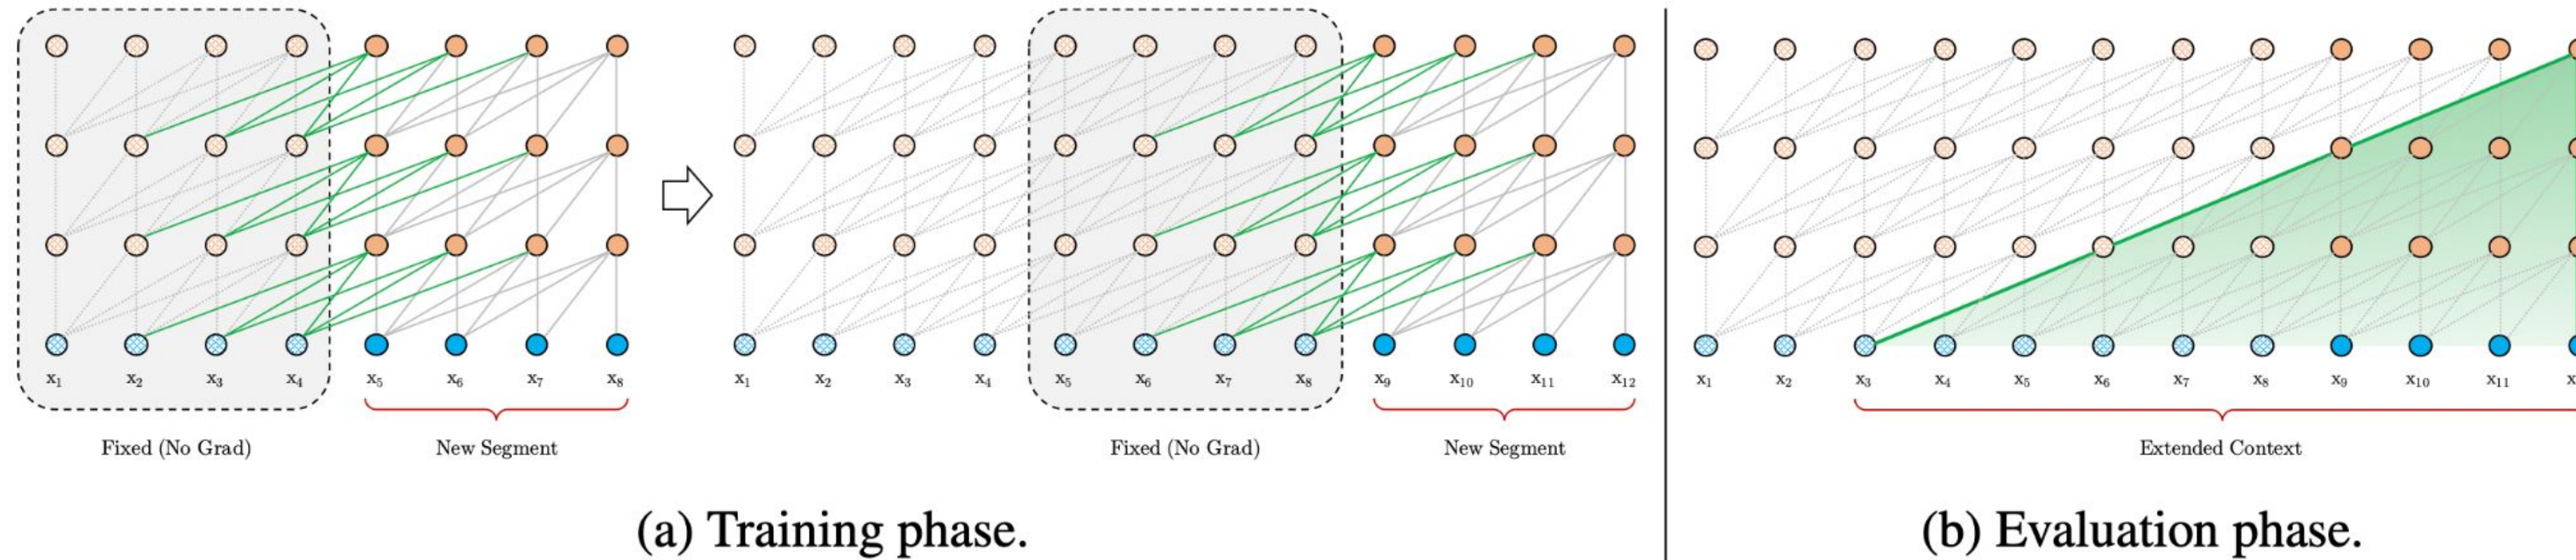 x₁ x₂ x₃ x₄ x₅ x₆ x₇ x₈
Fixed (No Grad) New Segment
x₁ x₂ x₃ x₄ x₅ x₆ x₇ x₈ x₉ x₁₀ x₁₁ x₁₂
Fixed (No Grad) New Segment
(a) Training phase.
x₁ x₂ x₃ x₄ x₅ x₆ x₇ x₈ x₉ x₁₀ x₁₁
Extended Context
(b) Evaluation phase.